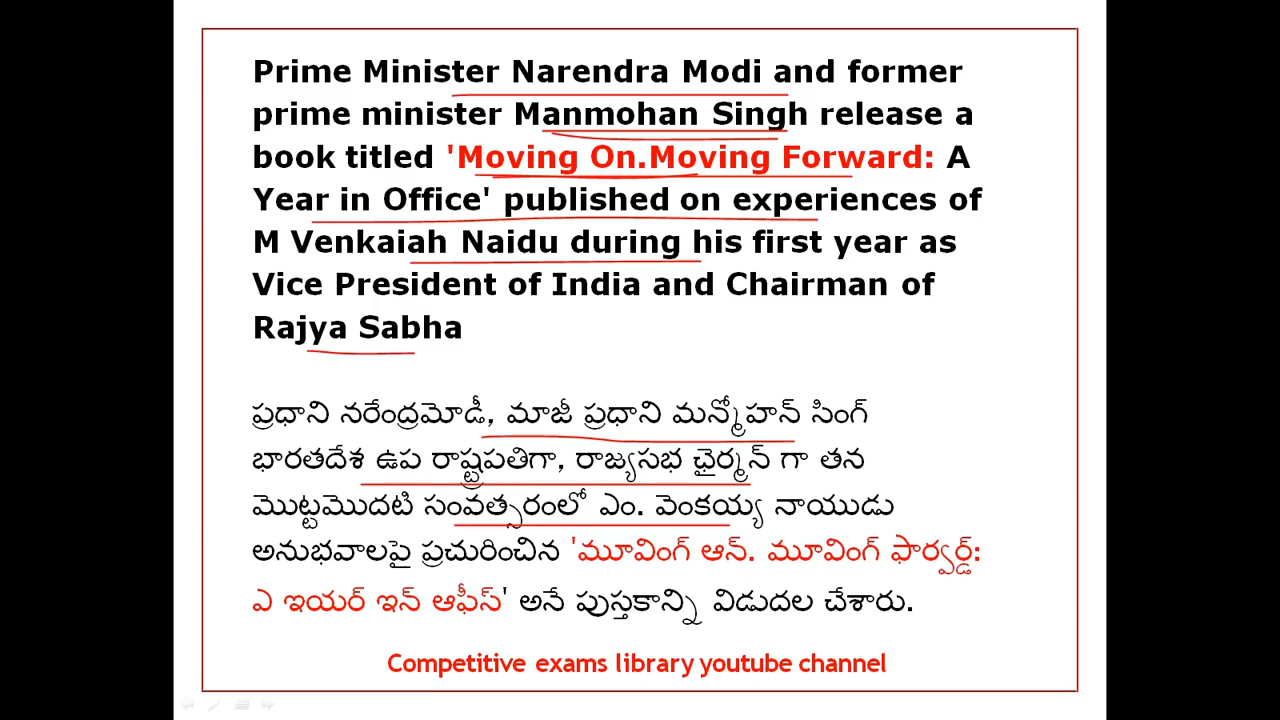 Prime Minister Narendra Modi and former
prime minister Manmohan Singh release a
book titled 'Moving On.Moving Forward: A
Year in Office' published on experiences of
M Venkaiah Naidu during his first year as
Vice President of India and Chairman of
Rajya Sabha
ప్రధాని నరేంద్రమోడీ, మాజీ ప్రధాని మన్మోహన్ సింగ్
భారతదేశ ఉప రాష్ట్రపతిగా, రాజ్యసభ ఛైర్మన్ గా తన
మొట్టమొదటి సంవత్సరంలో ఎం. వెంకయ్య నాయుడు
అనుభవాలపై ప్రచురించిన 'మూవింగ్ ఆన్. మూవింగ్ ఫార్వర్డ్:
ఎ ఇయర్ ఇన్ ఆఫీస్' అనే పుస్తకాన్ని విడుదల చేశారు.
Competitive exams library youtube channel